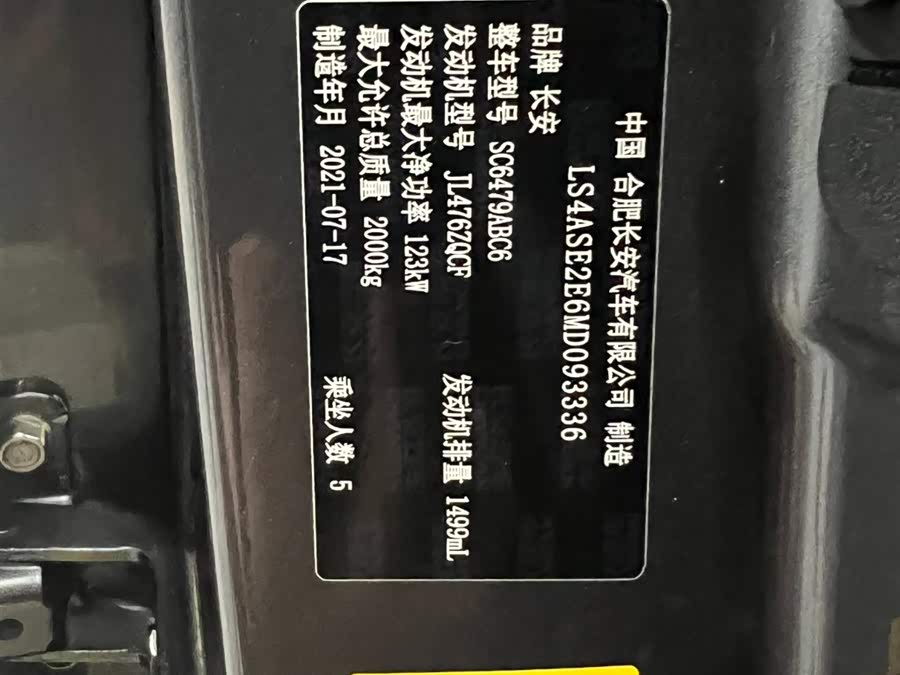 中国 合肥长安汽车有限公司 制造
LS4ASE2E6MD093336
品牌 长安
整车型号 SC6479ABC6
发动机型号 JL476ZQCF 发动机排量 1499mL
发动机最大净功率 123kW
最大允许总质量 2000kg
制造年月 2021-07-17 乘坐人数 5